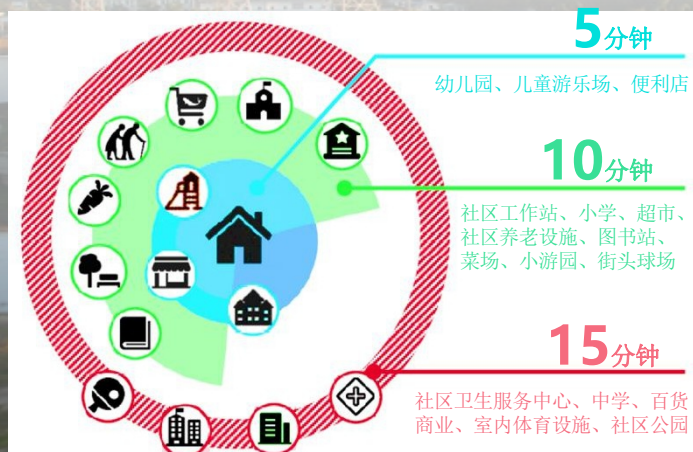 5分钟
幼儿园、儿童游乐场、便利店
10分钟
社区工作站、小学、超市、
社区养老设施、图书站、
菜场、小游园、街头球场
15分钟
社区卫生服务中心、中学、百货
商业、室内体育设施、社区公园